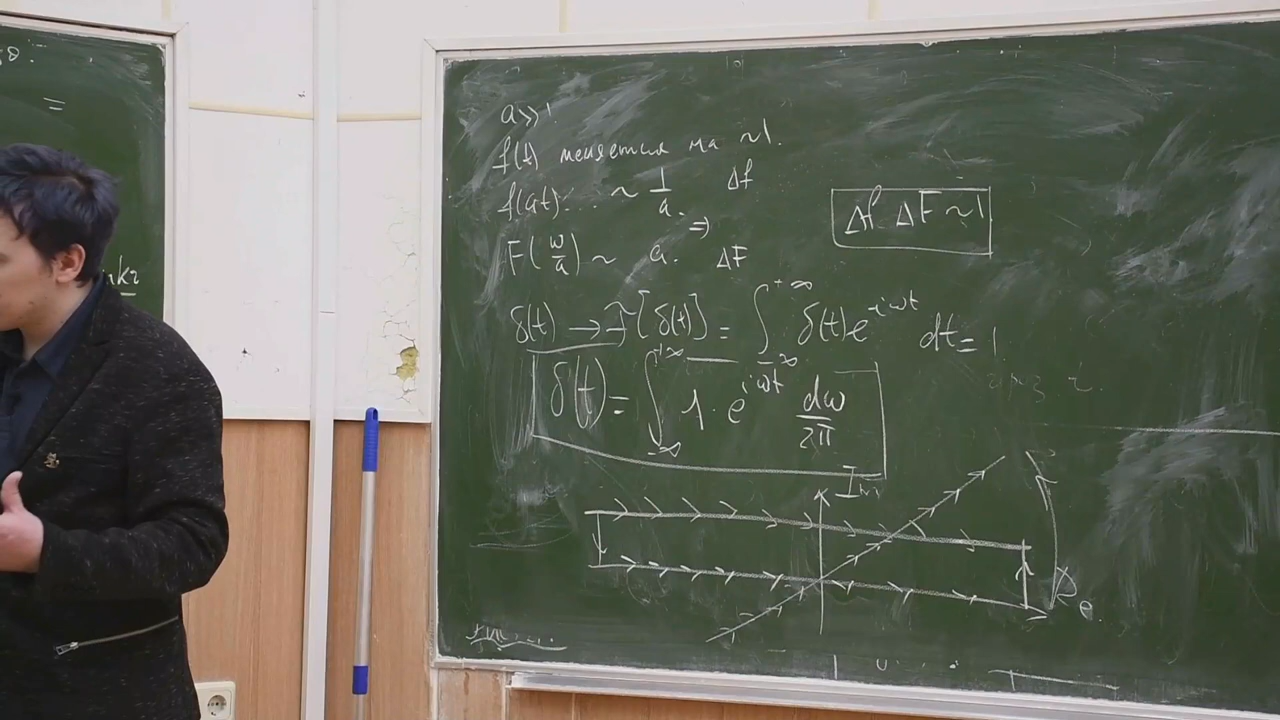 a>>1
f(t) меняется на ~1.
f(at)... ~ 1/a. Δf
⇒
F(ω/a) ~ a. ΔF
Δf ΔF ~1
δ(t) → F[δ(t)] = ∫_{-∞}^{+∞} δ(t)e^{-iωt} dt = 1
δ(t) = ∫_{-∞}^{+∞} 1·e^{iωt} dω/2π
Im
Re